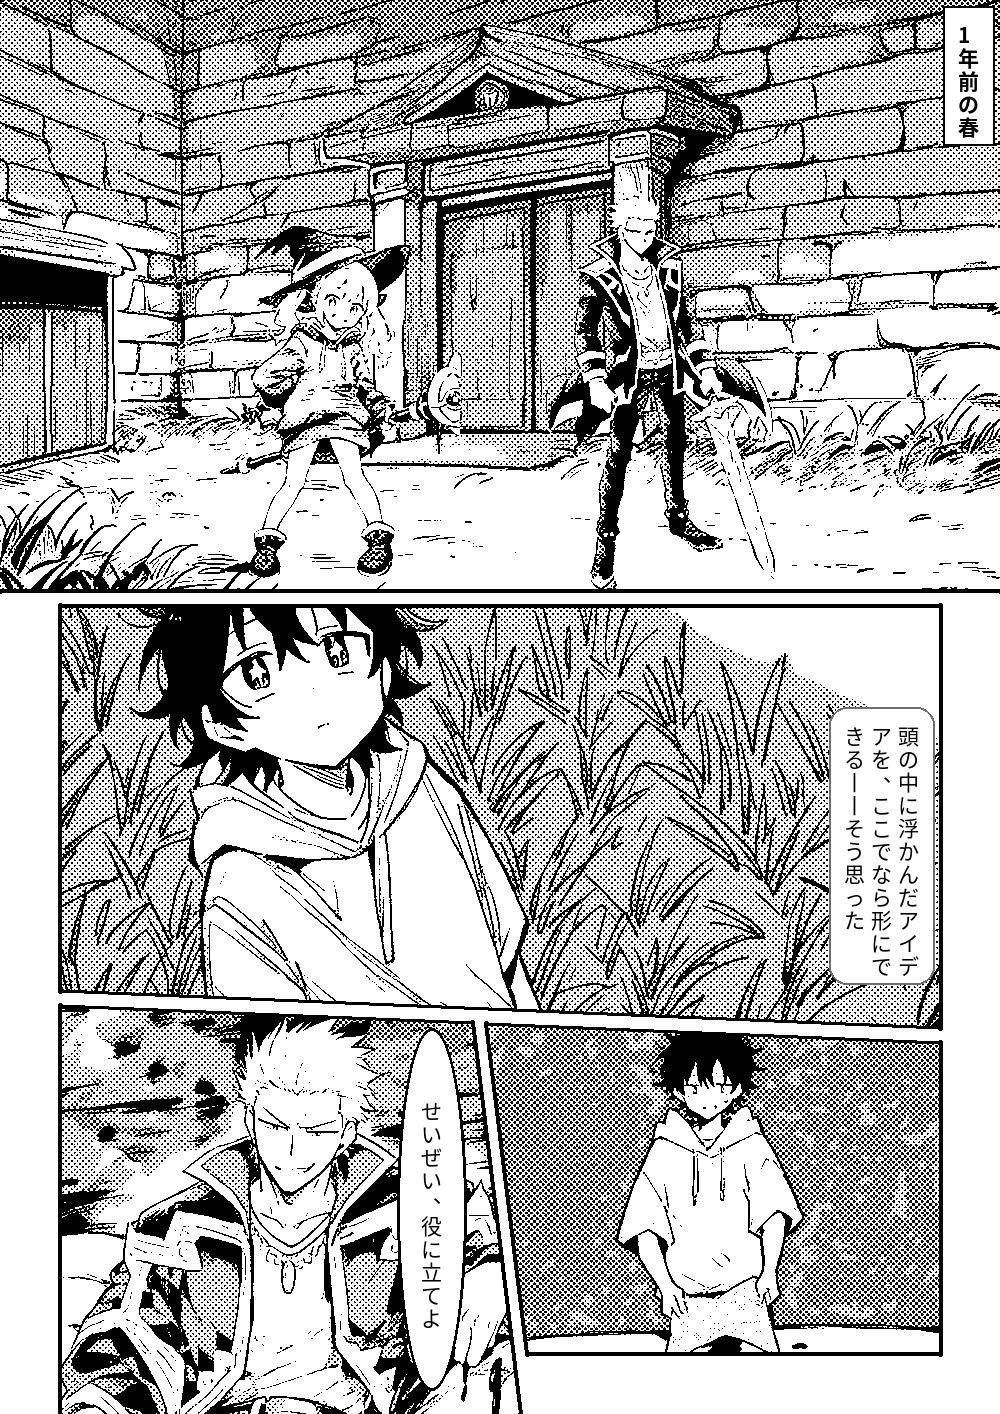 1年前の春
頭の中に浮かんだアイデ
アを、ここでなら形にで
きる——そう思った
せいぜい、役に立てよ